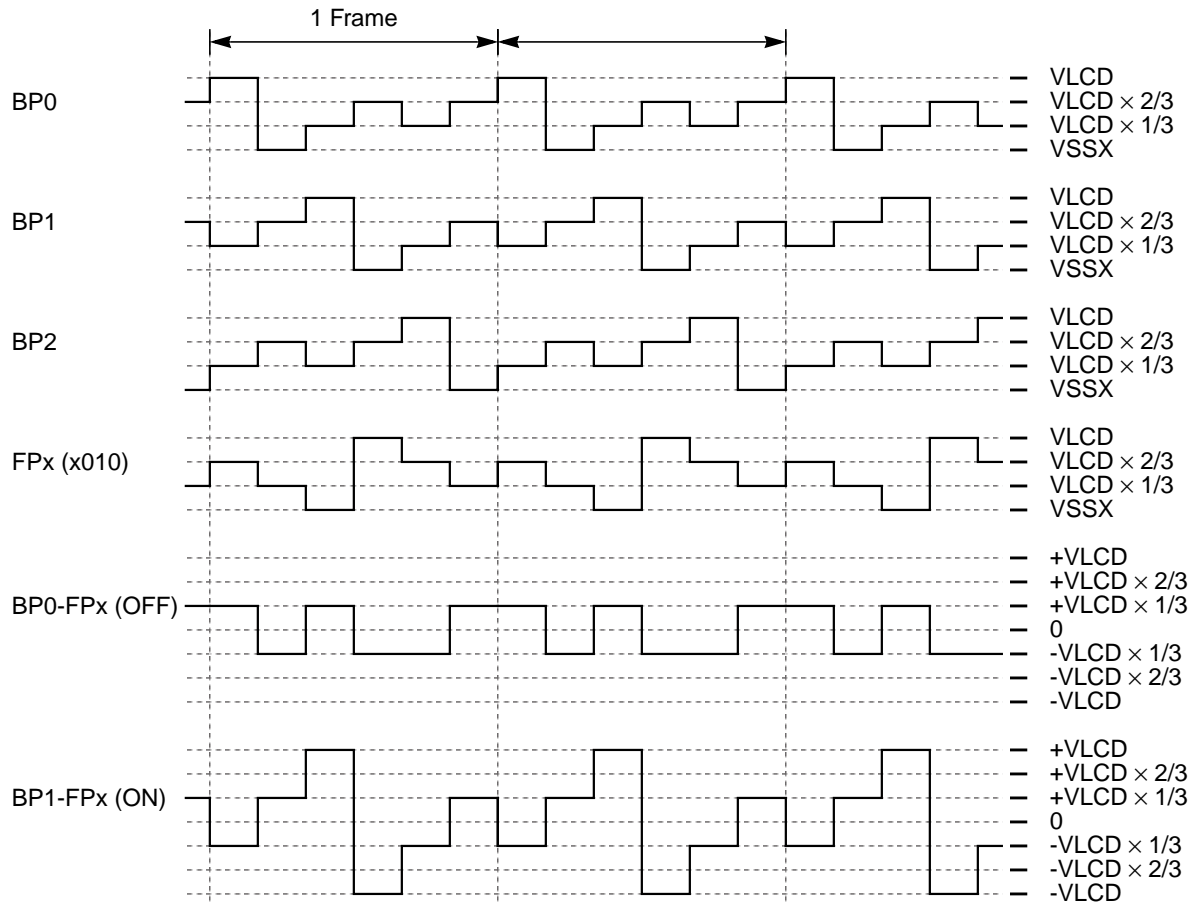 1 Frame
BP0
VLCD
VLCD × 2/3
VLCD × 1/3
VSSX
BP1
VLCD
VLCD × 2/3
VLCD × 1/3
VSSX
BP2
VLCD
VLCD × 2/3
VLCD × 1/3
VSSX
FPx (x010)
VLCD
VLCD × 2/3
VLCD × 1/3
VSSX
BP0-FPx (OFF)
+VLCD
+VLCD × 2/3
+VLCD × 1/3
0
-VLCD × 1/3
-VLCD × 2/3
-VLCD
BP1-FPx (ON)
+VLCD
+VLCD × 2/3
+VLCD × 1/3
0
-VLCD × 1/3
-VLCD × 2/3
-VLCD